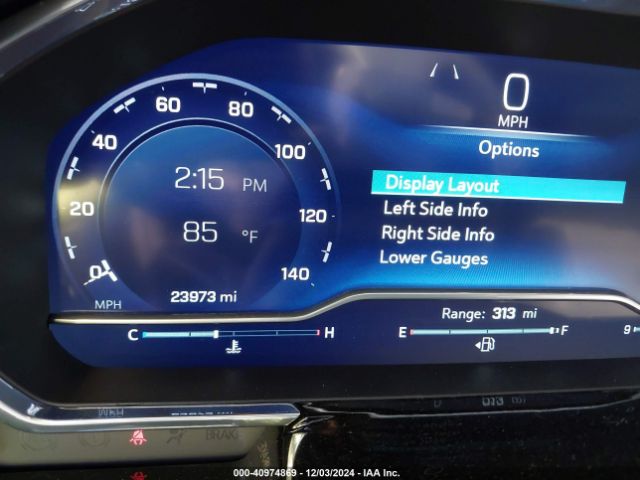 0
MPH
Options
Display Layout
Left Side Info
Right Side Info
Lower Gauges
0
20
40
60
80
100
120
140
2:15 PM
85 °F
23973 mi
MPH
Range: 313 mi
C H
E F
9
BRAKE
000-40974869 - 12/03/2024 - IAA Inc.